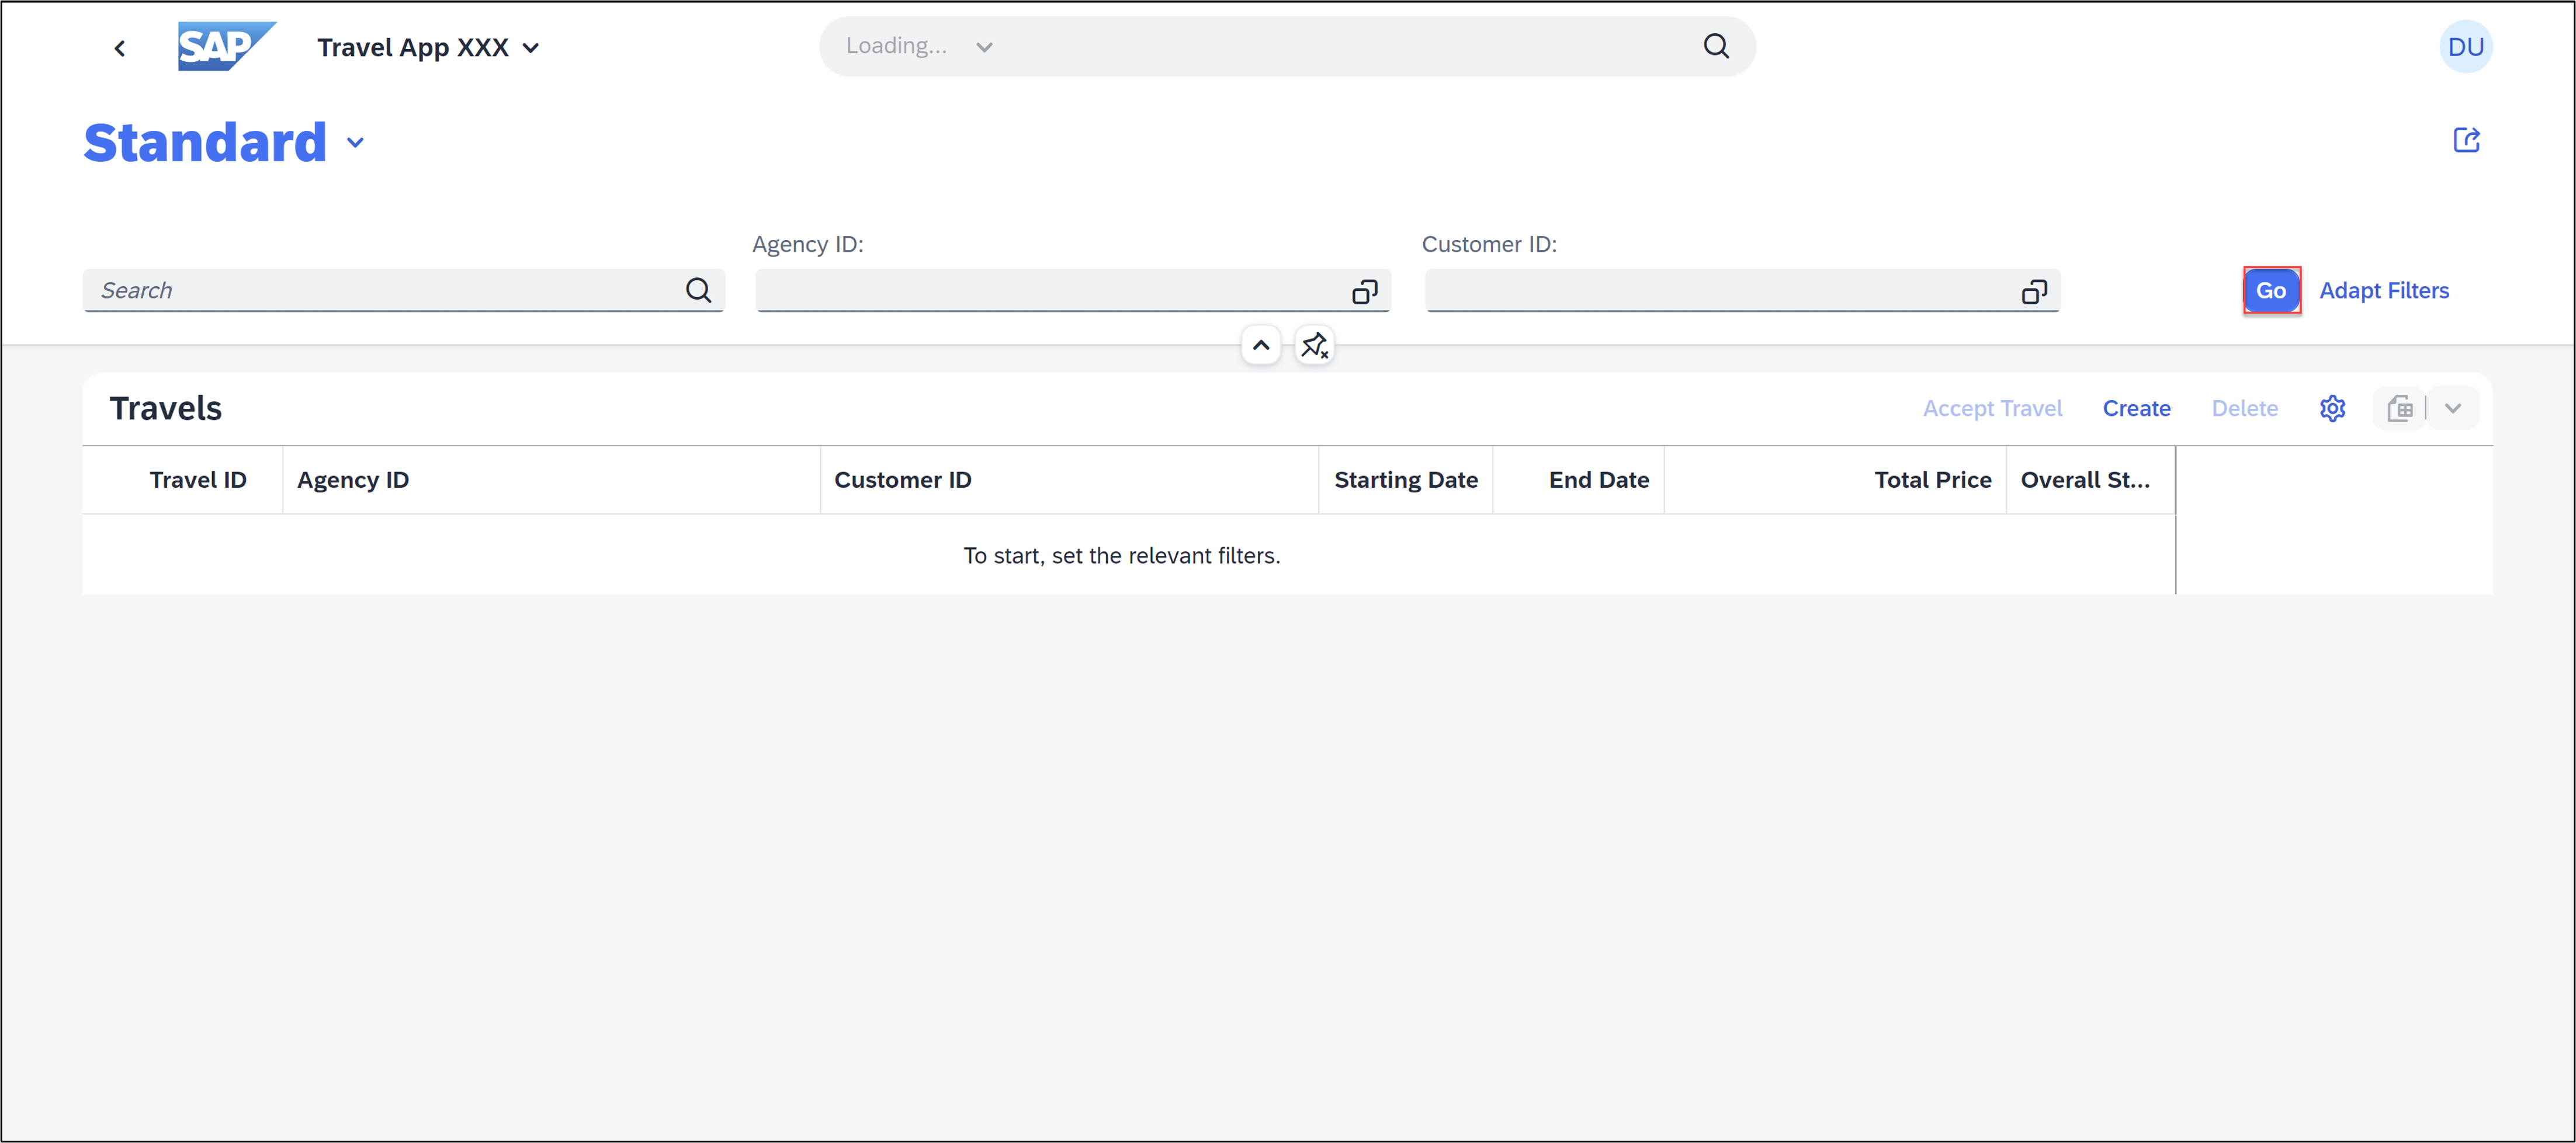 SAP Travel App XXX Loading... DU
Standard
Agency ID: Customer ID:
Search Go Adapt Filters
Travels Accept Travel Create Delete
Travel ID Agency ID Customer ID Starting Date End Date Total Price Overall St...
To start, set the relevant filters.